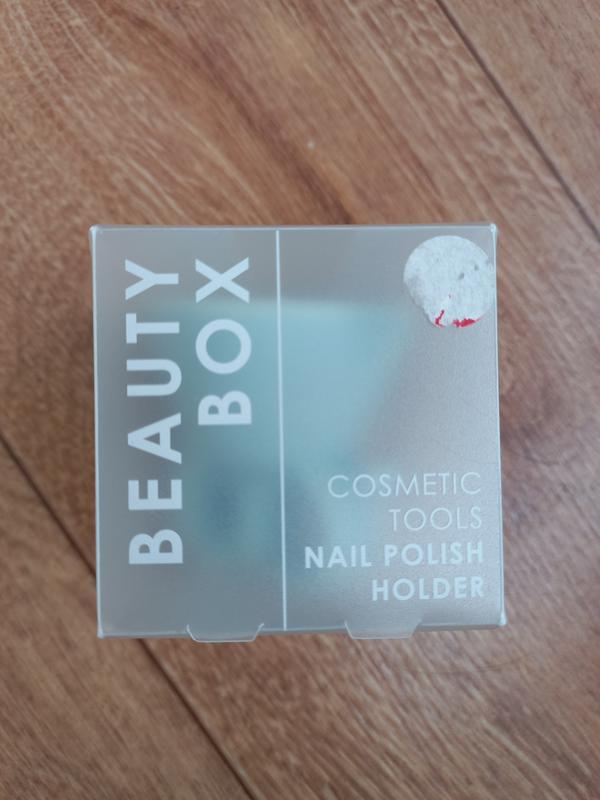 BEAUTY
BOX
COSMETIC
TOOLS
NAIL POLISH
HOLDER